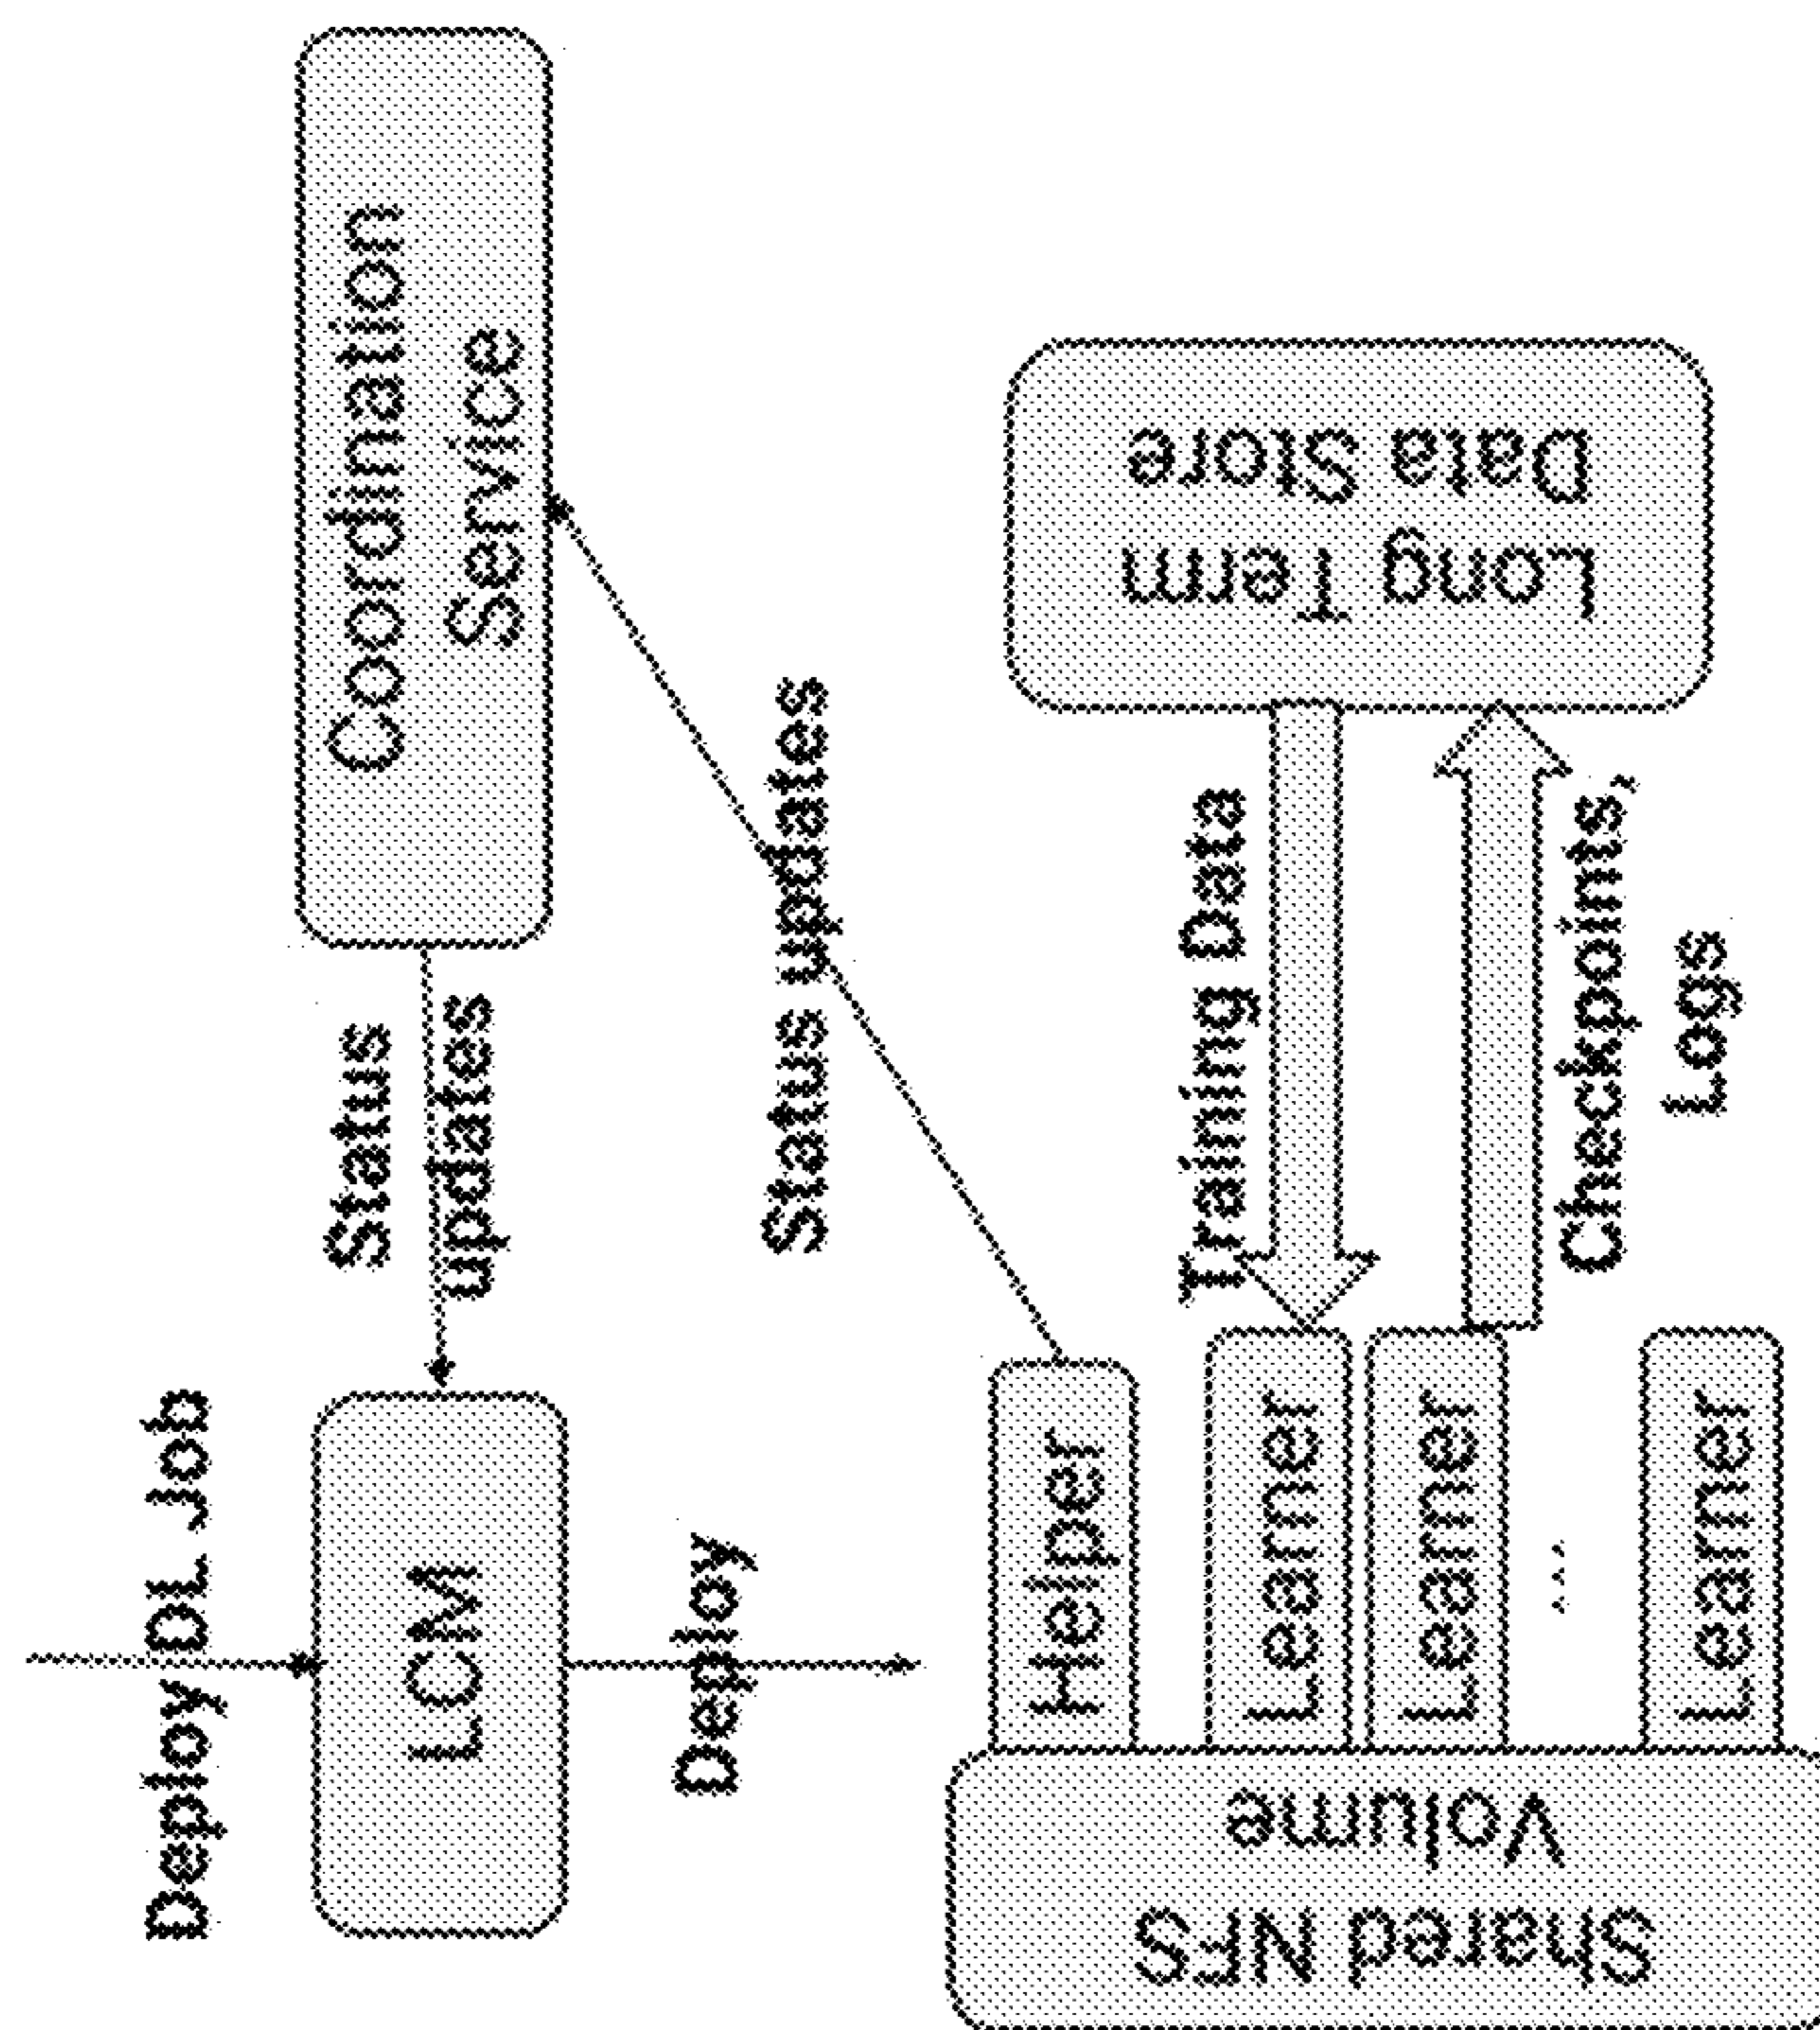 Deploy DL Job
LCM
Status
updates
Coordination
Service
Deploy
Status updates
Helper
Learner
Learner
...
Learner
Shared NFS
Volume
Training Data
Checkpoints,
Logs
Long Term
Data Store